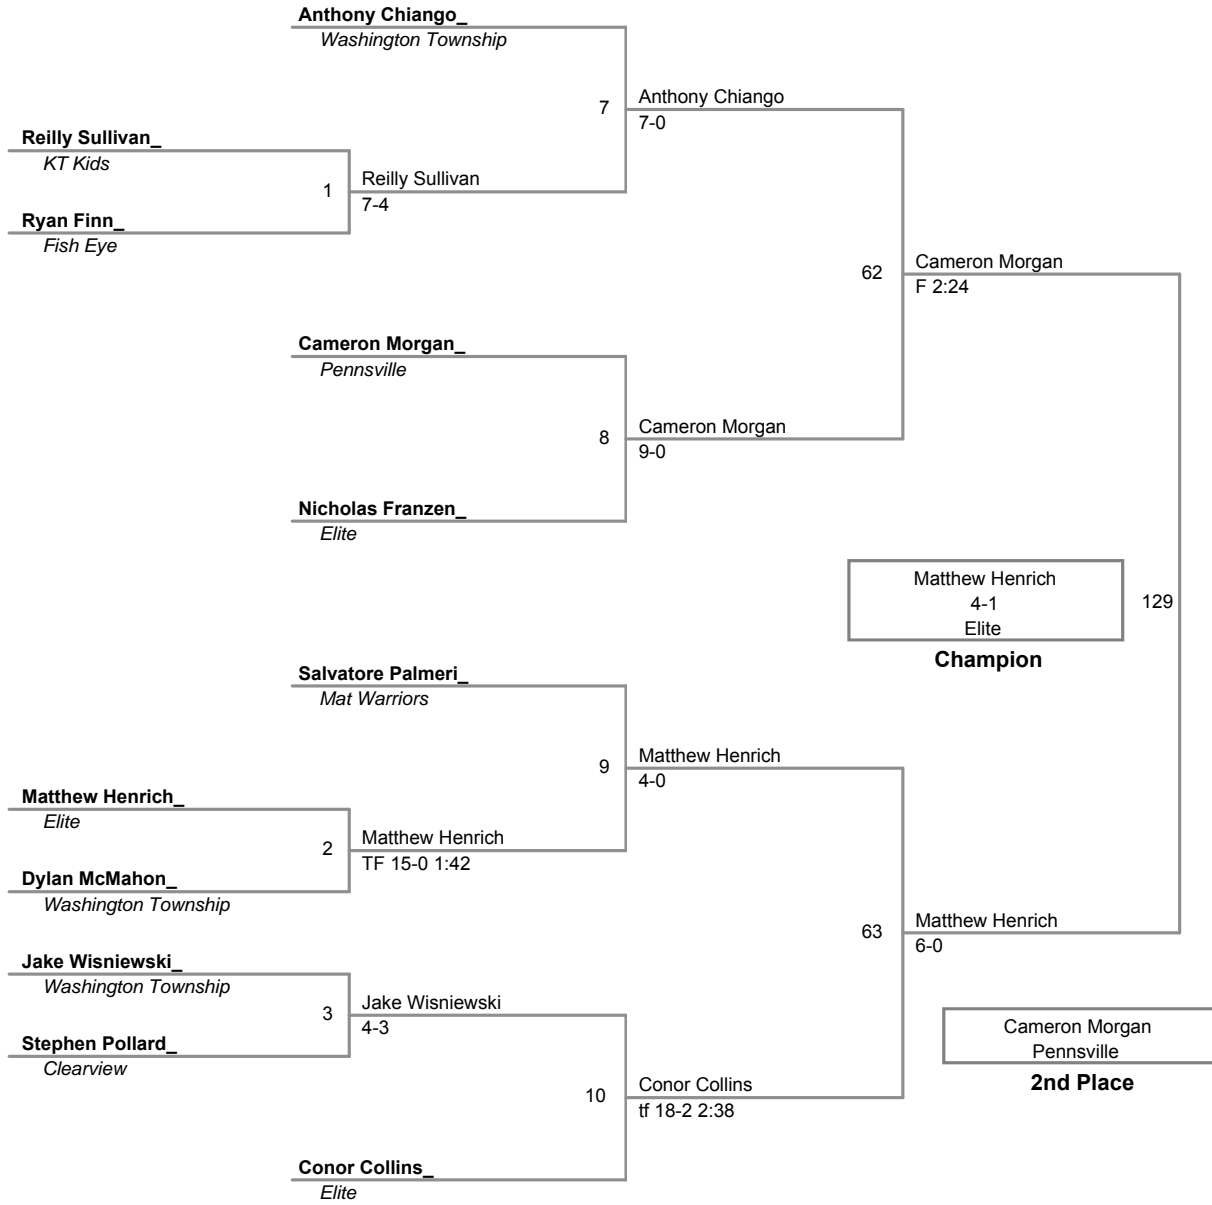 Anthony Chiango_
Washington Township
7
Anthony Chiango
7-0
Reilly Sullivan_
KT Kids
1
Reilly Sullivan
7-4
Ryan Finn_
Fish Eye
62
Cameron Morgan
F 2:24
Cameron Morgan_
Pennsville
8
Cameron Morgan
9-0
Nicholas Franzen_
Elite
Matthew Henrich
4-1
Elite
Champion
129
Salvatore Palmeri_
Mat Warriors
9
Matthew Henrich
4-0
Matthew Henrich_
Elite
2
Matthew Henrich
TF 15-0 1:42
Dylan McMahon_
Washington Township
63
Matthew Henrich
6-0
Jake Wisniewski_
Washington Township
3
Jake Wisniewski
4-3
Stephen Pollard_
Clearview
Cameron Morgan
Pennsville
2nd Place
10
Conor Collins
tf 18-2 2:38
Conor Collins_
Elite